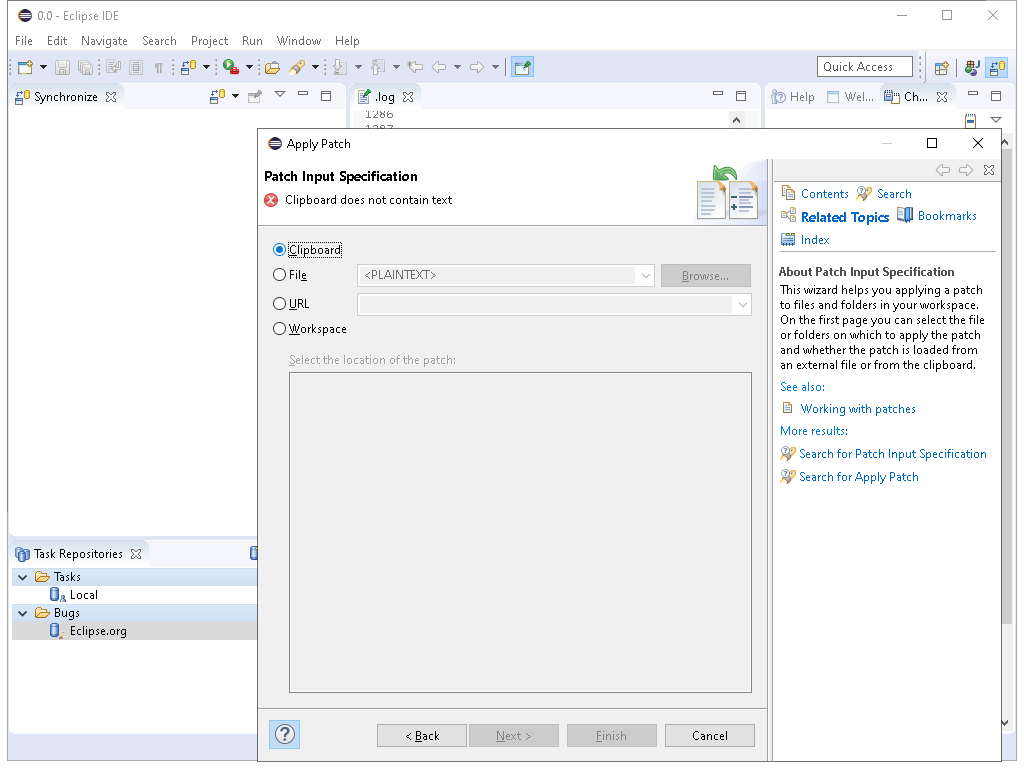 0.0 - Eclipse IDE
File Edit Navigate Search Project Run Window Help
Quick Access
Synchronize
.log
Help Wel... Ch...
1286
Apply Patch
Patch Input Specification
Clipboard does not contain text
Clipboard
File <PLAINTEXT> Browse...
URL
Workspace
Select the location of the patch:
< Back Next > Finish Cancel
Contents Search
Related Topics Bookmarks
Index
About Patch Input Specification
This wizard helps you applying a patch
to files and folders in your workspace.
On the first page you can select the file
or folders on which to apply the patch
and whether the patch is loaded from
an external file or from the clipboard.
See also:
Working with patches
More results:
Search for Patch Input Specification
Search for Apply Patch
Task Repositories
Tasks
Local
Bugs
Eclipse.org